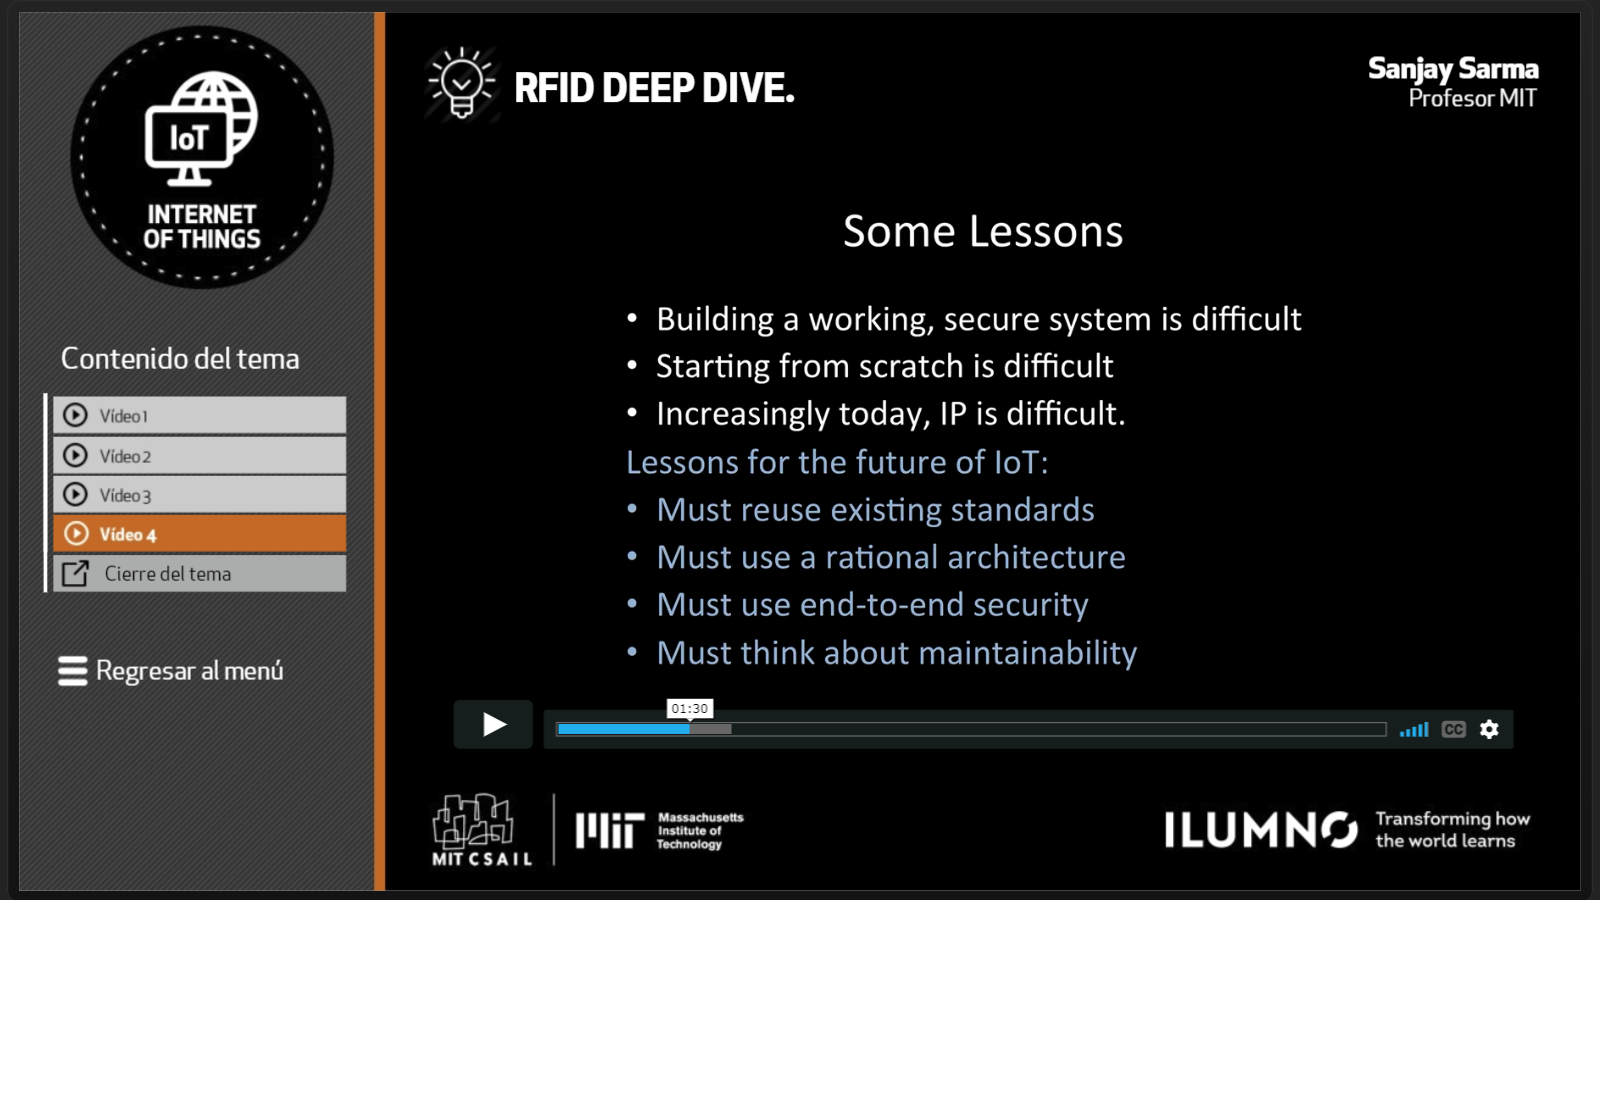 IoT
INTERNET
OF THINGS
Contenido del tema
Vídeo 1
Vídeo 2
Vídeo 3
Vídeo 4
Cierre del tema
Regresar al menú
RFID DEEP DIVE.
Sanjay Sarma
Profesor MIT
Some Lessons
• Building a working, secure system is difficult
• Starting from scratch is difficult
• Increasingly today, IP is difficult.
Lessons for the future of IoT:
• Must reuse existing standards
• Must use a rational architecture
• Must use end-to-end security
• Must think about maintainability
01:30
CC
MIT CSAIL
MIT
Massachusetts
Institute of
Technology
ILUMNO
Transforming how
the world learns